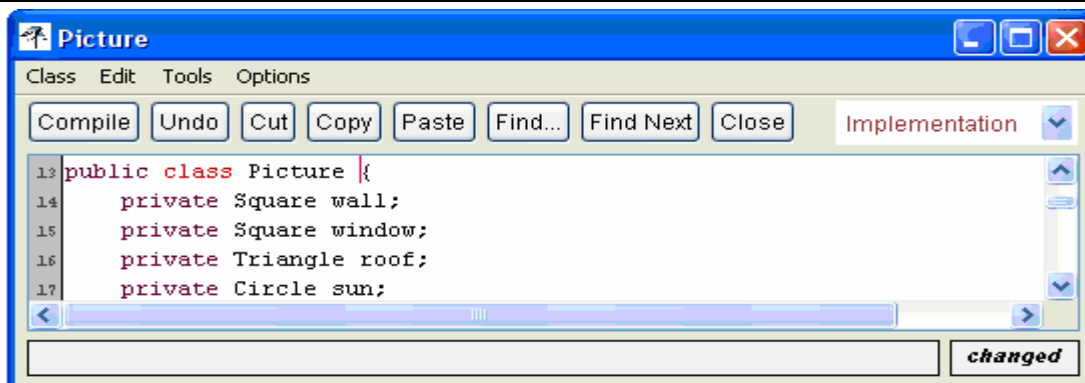 Picture
Class Edit Tools Options
Compile Undo Cut Copy Paste Find... Find Next Close Implementation
13 public class Picture {
14 private Square wall;
15 private Square window;
16 private Triangle roof;
17 private Circle sun;
changed